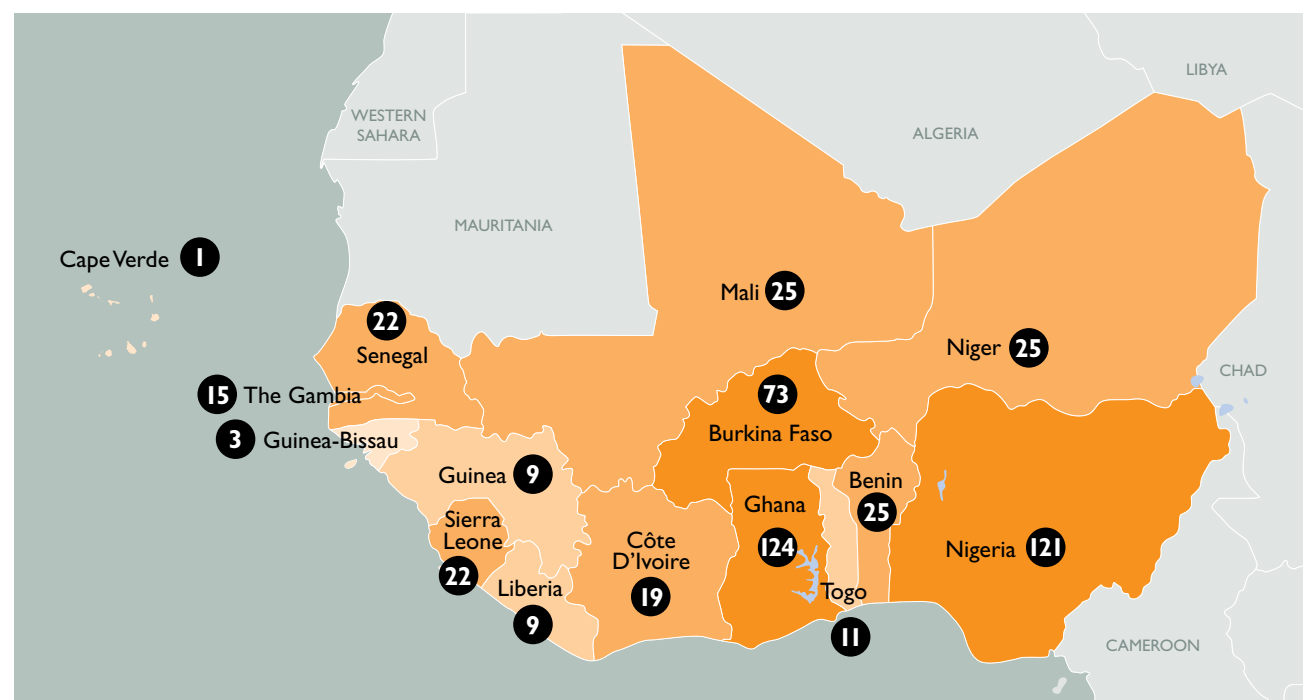 LIBYA
WESTERN
SAHARA
ALGERIA
MAURITANIA
Cape Verde 1
Mali 25
22
Senegal
Niger 25
CHAD
15 The Gambia
73
Burkina Faso
3 Guinea-Bissau
Guinea 9
Benin
25
Ghana
124
Sierra
Leone
22
Côte
D'Ivoire
19
Nigeria 121
Liberia
9
Togo
11
CAMEROON